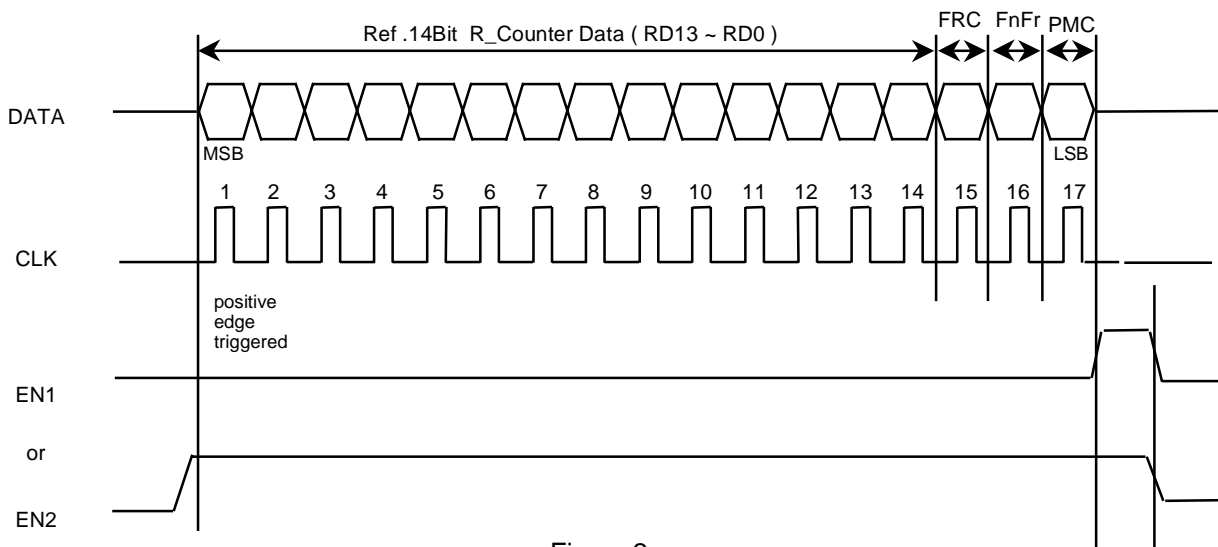 FRC FnFr PMC
Ref .14Bit R_Counter Data ( RD13 ~ RD0 )
DATA
MSB LSB
1 2 3 4 5 6 7 8 9 10 11 12 13 14 15 16 17
CLK
positive
edge
triggered
EN1
or
EN2